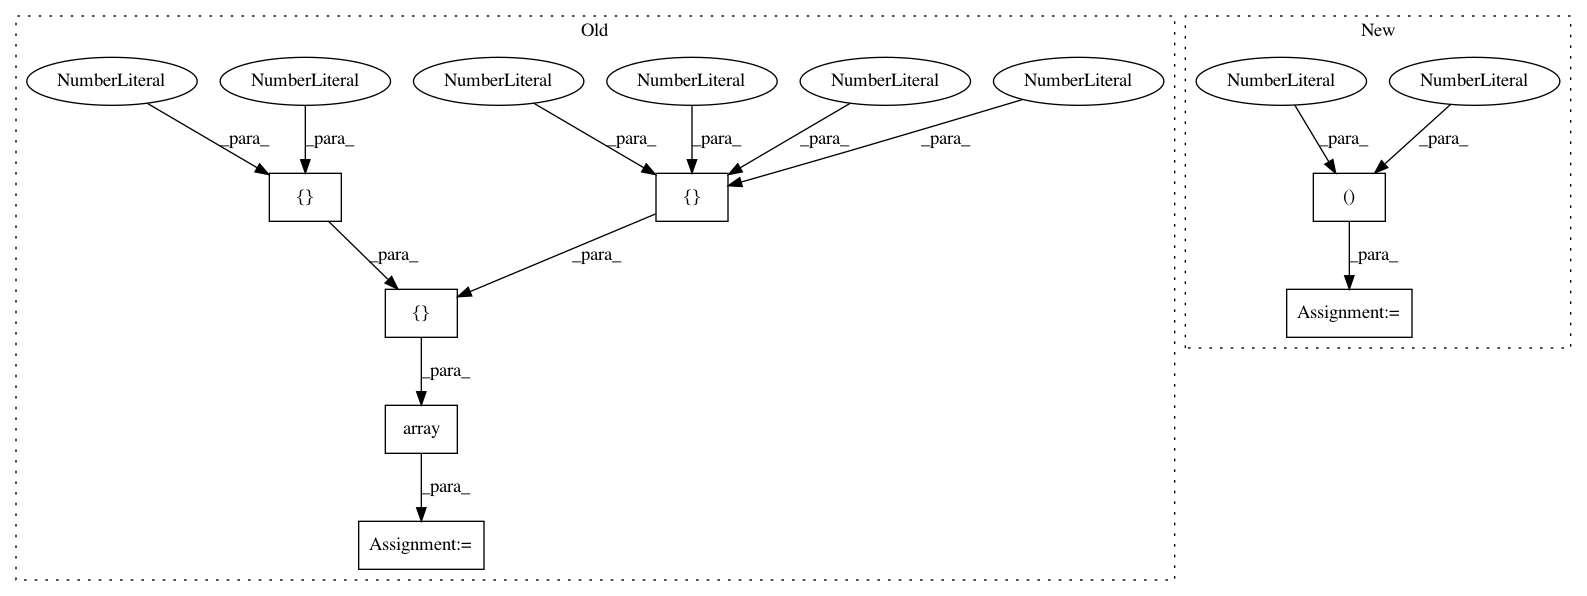 Old
New
NumberLiteral NumberLiteral NumberLiteral NumberLiteral NumberLiteral NumberLiteral NumberLiteral NumberLiteral
_para_ _para_ _para_ _para_ _para_ _para_ _para_ _para_
{} {} ()
_para_ _para_ _para_
{} Assignment:=
_para_
array
_para_
Assignment:=